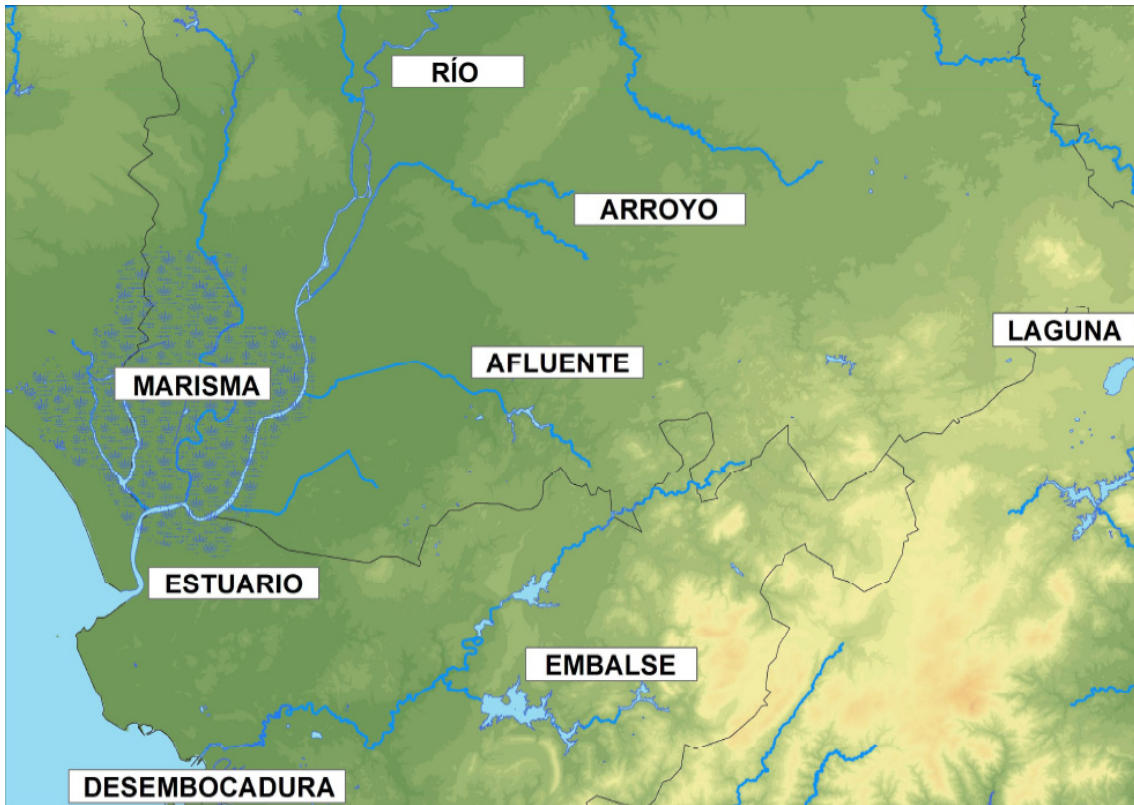 RÍO
ARROYO
LAGUNA
AFLUENTE
MARISMA
ESTUARIO
EMBALSE
DESEMBOCADURA